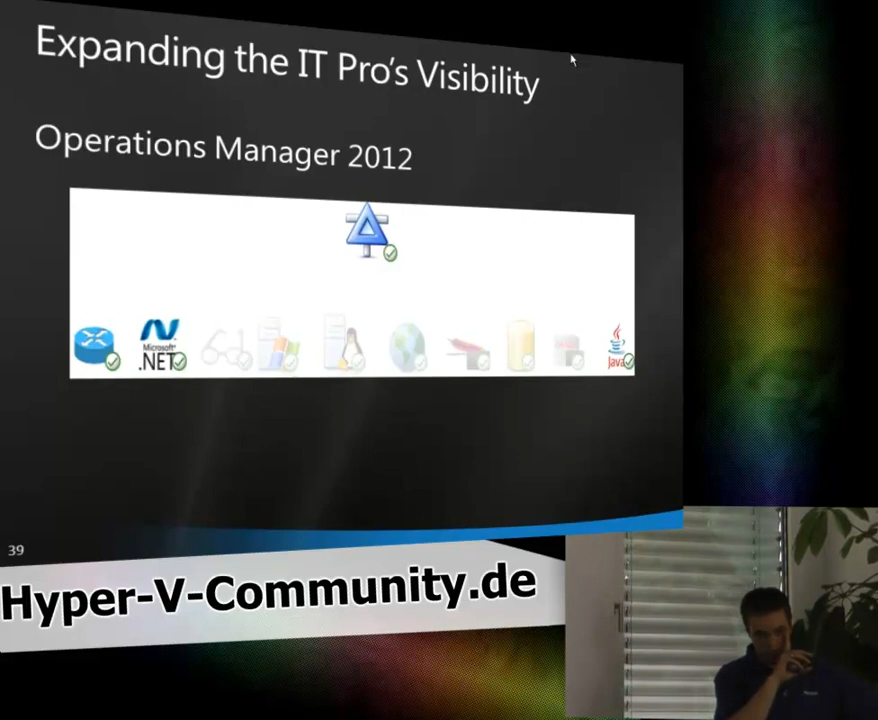 Expanding the IT Pro's Visibility
Operations Manager 2012
Microsoft
.NET
Java
39
Hyper-V-Community.de